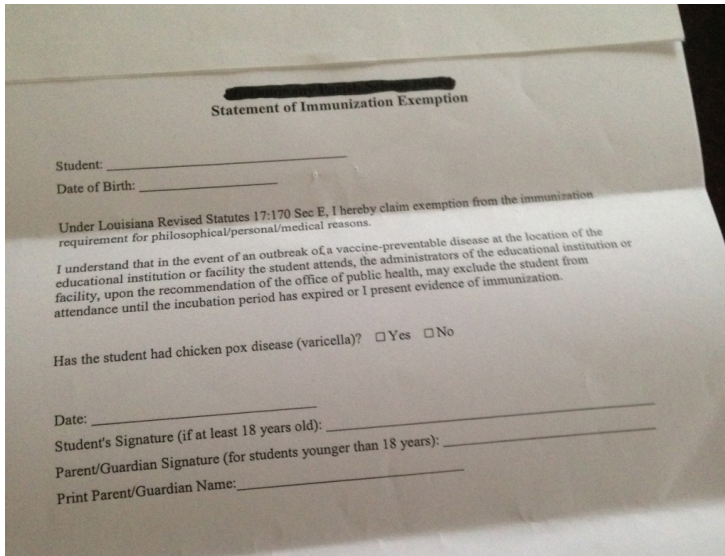 Statement of Immunization Exemption
Student:
Date of Birth:
Under Louisiana Revised Statutes 17:170 Sec E, I hereby claim exemption from the immunization
requirement for philosophical/personal/medical reasons.
I understand that in the event of an outbreak of a vaccine-preventable disease at the location of the
educational institution or facility the student attends, the administrators of the educational institution or
facility, upon the recommendation of the office of public health, may exclude the student from
attendance until the incubation period has expired or I present evidence of immunization.
Has the student had chicken pox disease (varicella)? □ Yes □ No
Date:
Student's Signature (if at least 18 years old):
Parent/Guardian Signature (for students younger than 18 years):
Print Parent/Guardian Name: